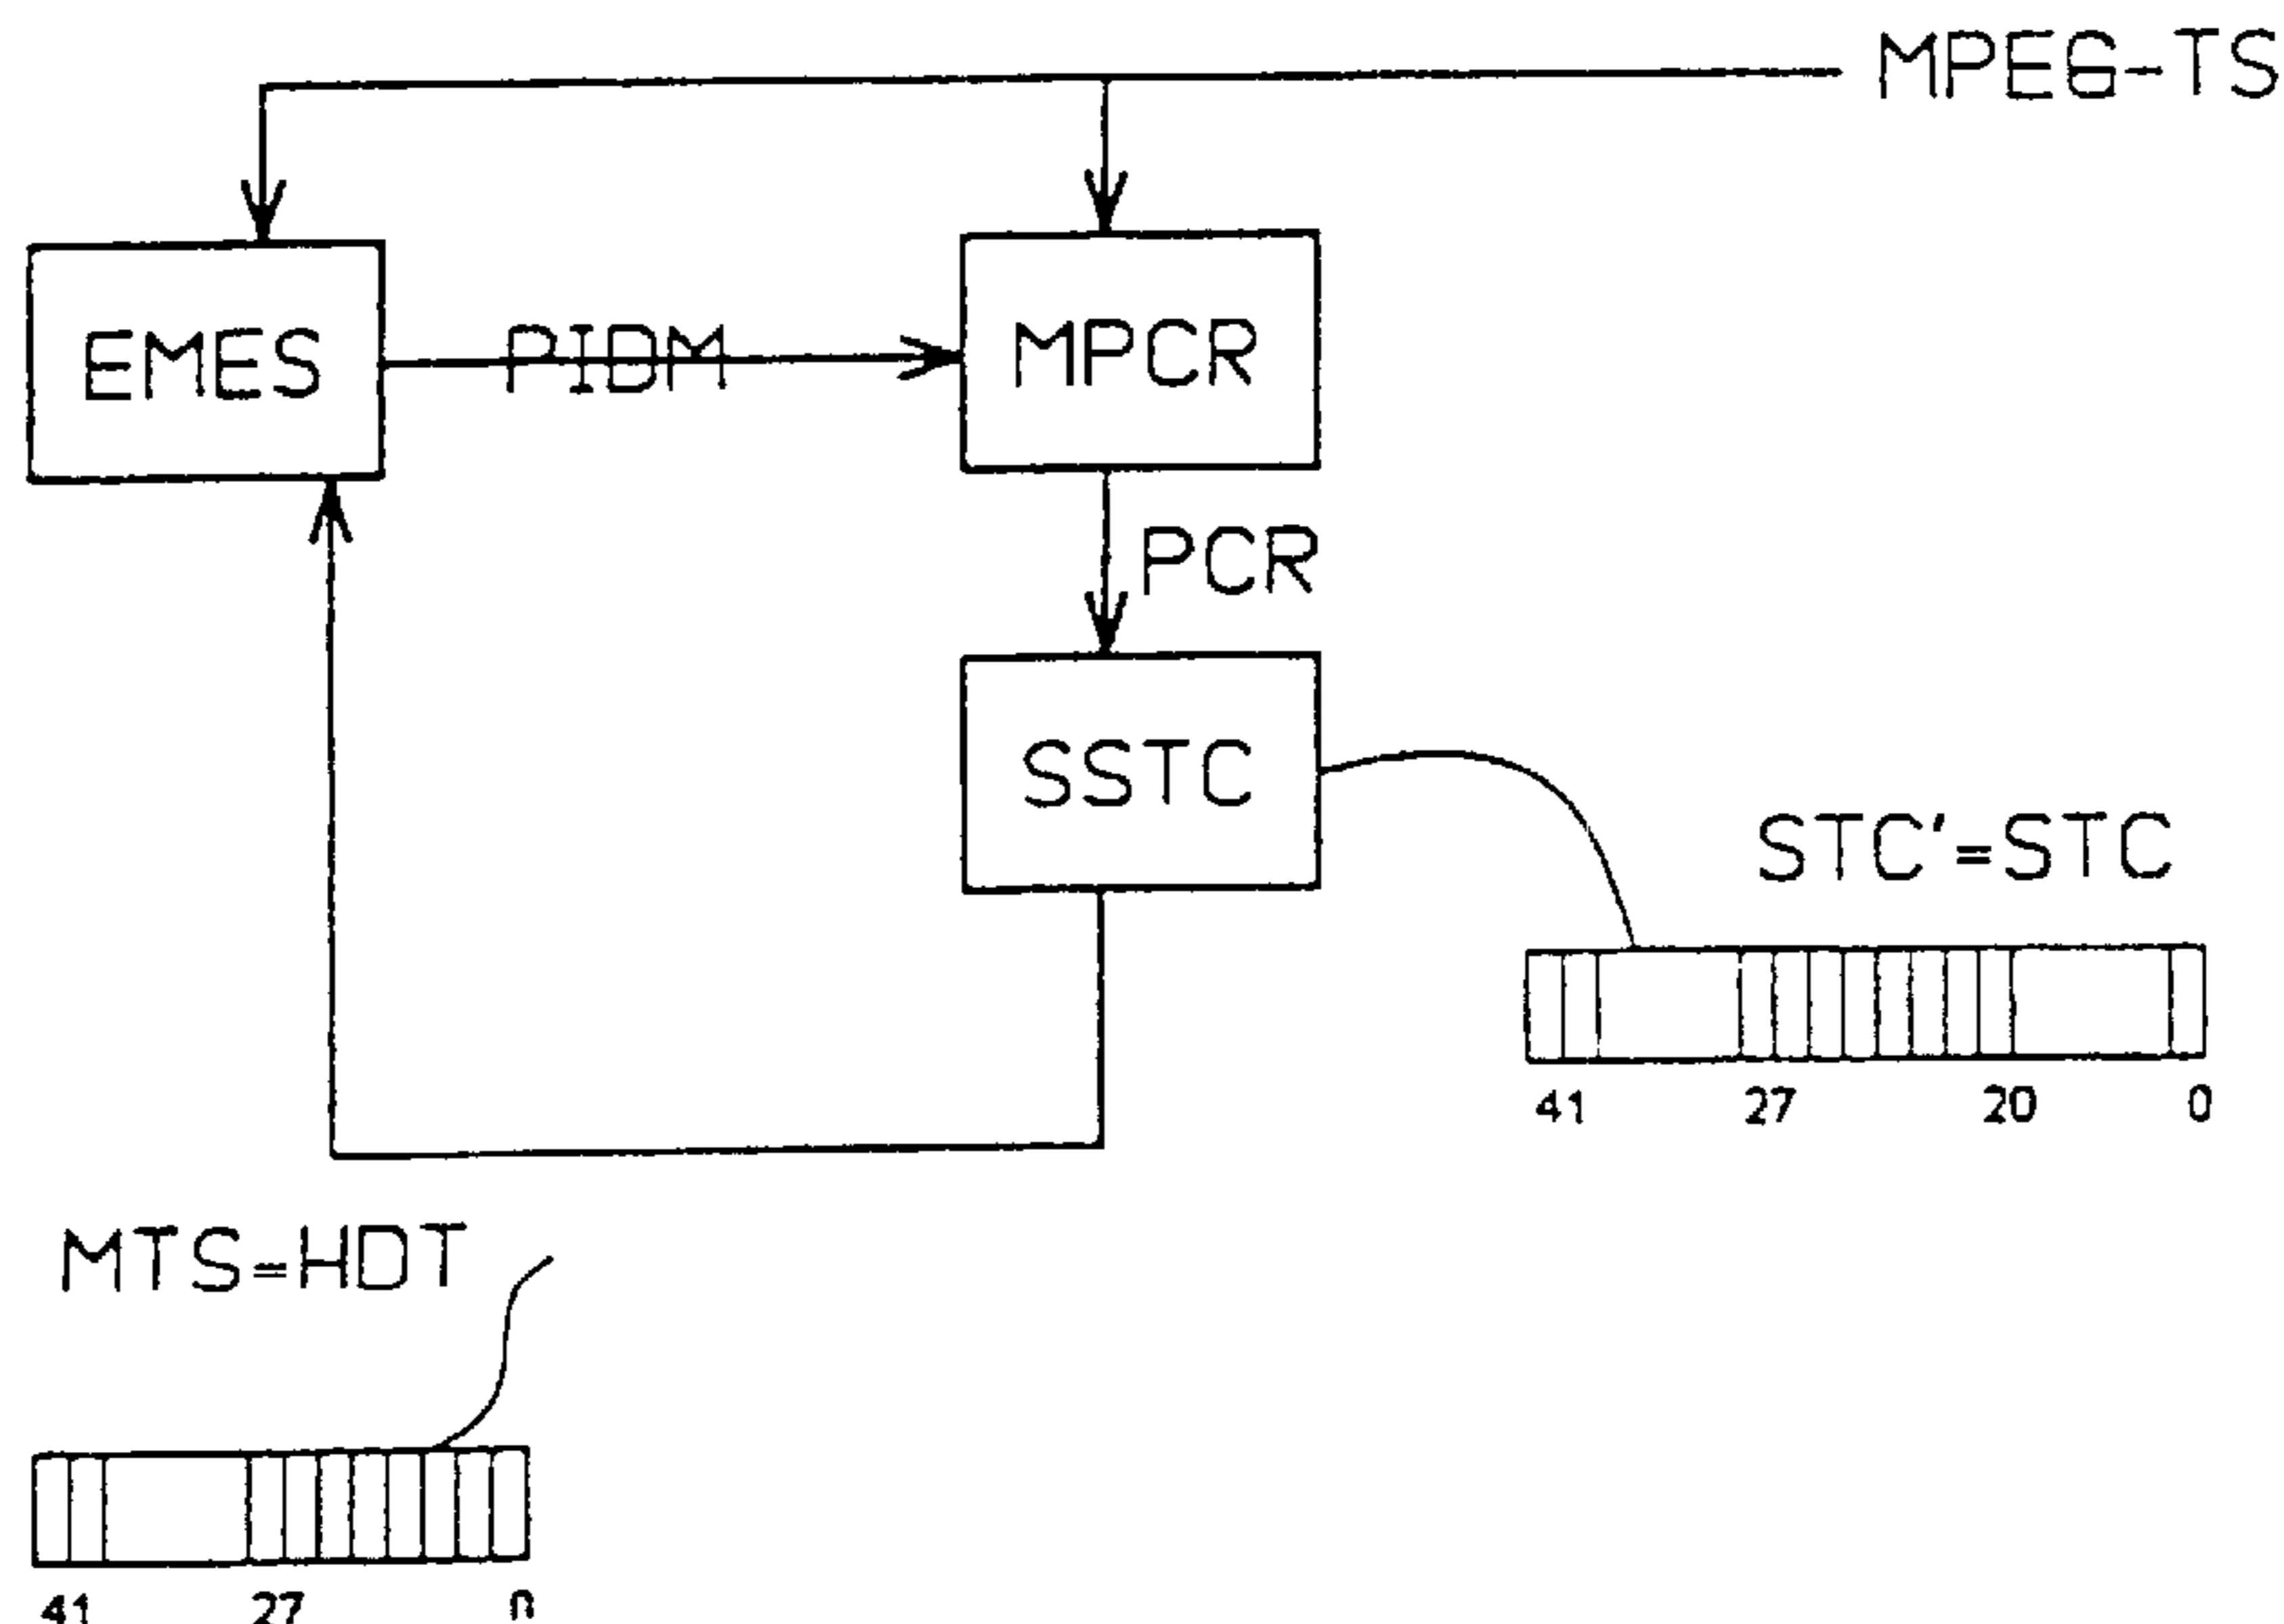 MPEG-TS
EMES
PIDM
MPCR
PCR
SSTC
STC'=STC
41 27 20 0
MTS=HDT
41 27 0